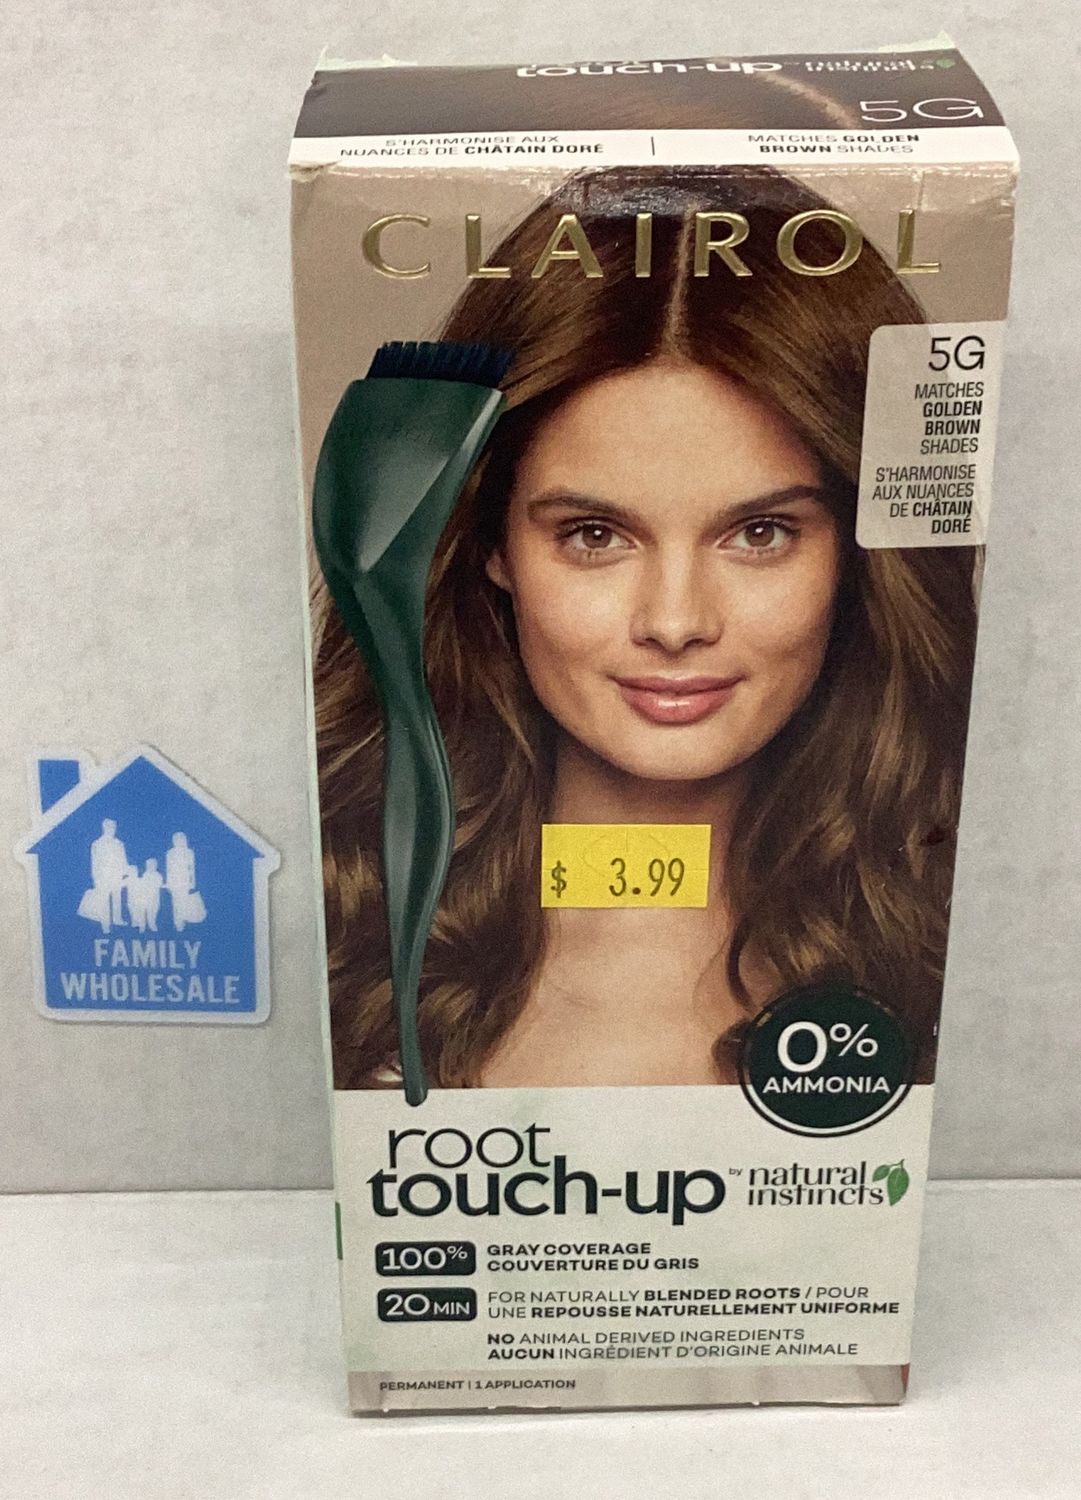 touch-up by natural instincts
5G
S'HARMONISE AUX
NUANCES DE CHÂTAIN DORÉ
MATCHES GOLDEN
BROWN SHADES
CLAIROL
5G
MATCHES
GOLDEN
BROWN
SHADES
S'HARMONISE
AUX NUANCES
DE CHÂTAIN
DORÉ
$ 3.99
FAMILY
WHOLESALE
0%
AMMONIA
root
touch-up by natural
instincts
100% GRAY COVERAGE
COUVERTURE DU GRIS
20 MIN FOR NATURALLY BLENDED ROOTS / POUR
UNE REPOUSSE NATURELLEMENT UNIFORME
NO ANIMAL DERIVED INGREDIENTS
AUCUN INGRÉDIENT D'ORIGINE ANIMALE
PERMANENT | 1 APPLICATION